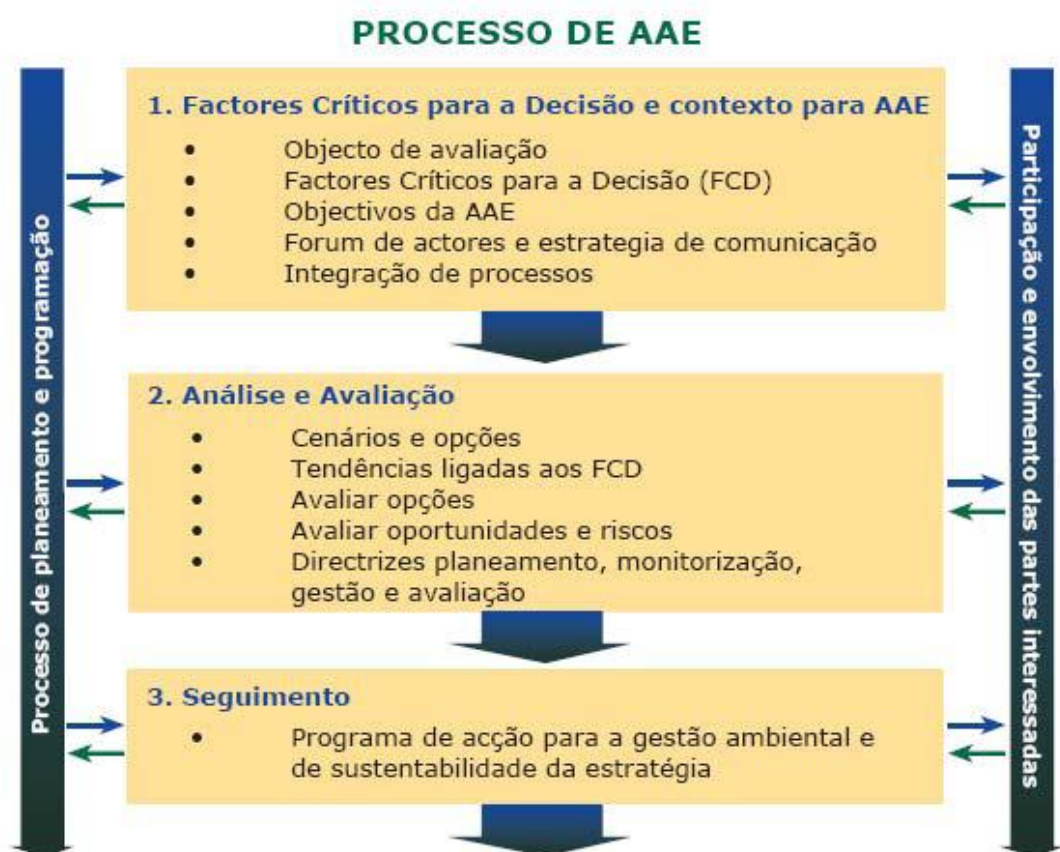 PROCESSO DE AAE
Processo de planeamento e programação
1. Factores Críticos para a Decisão e contexto para AAE
• Objecto de avaliação
• Factores Críticos para a Decisão (FCD)
• Objectivos da AAE
• Forum de actores e estrategia de comunicação
• Integração de processos
2. Análise e Avaliação
• Cenários e opções
• Tendências ligadas aos FCD
• Avaliar opções
• Avaliar oportunidades e riscos
• Directrizes planeamento, monitorização,
gestão e avaliação
3. Seguimento
• Programa de acção para a gestão ambiental e
de sustentabilidade da estratégia
Participação e envolvimento das partes interessadas